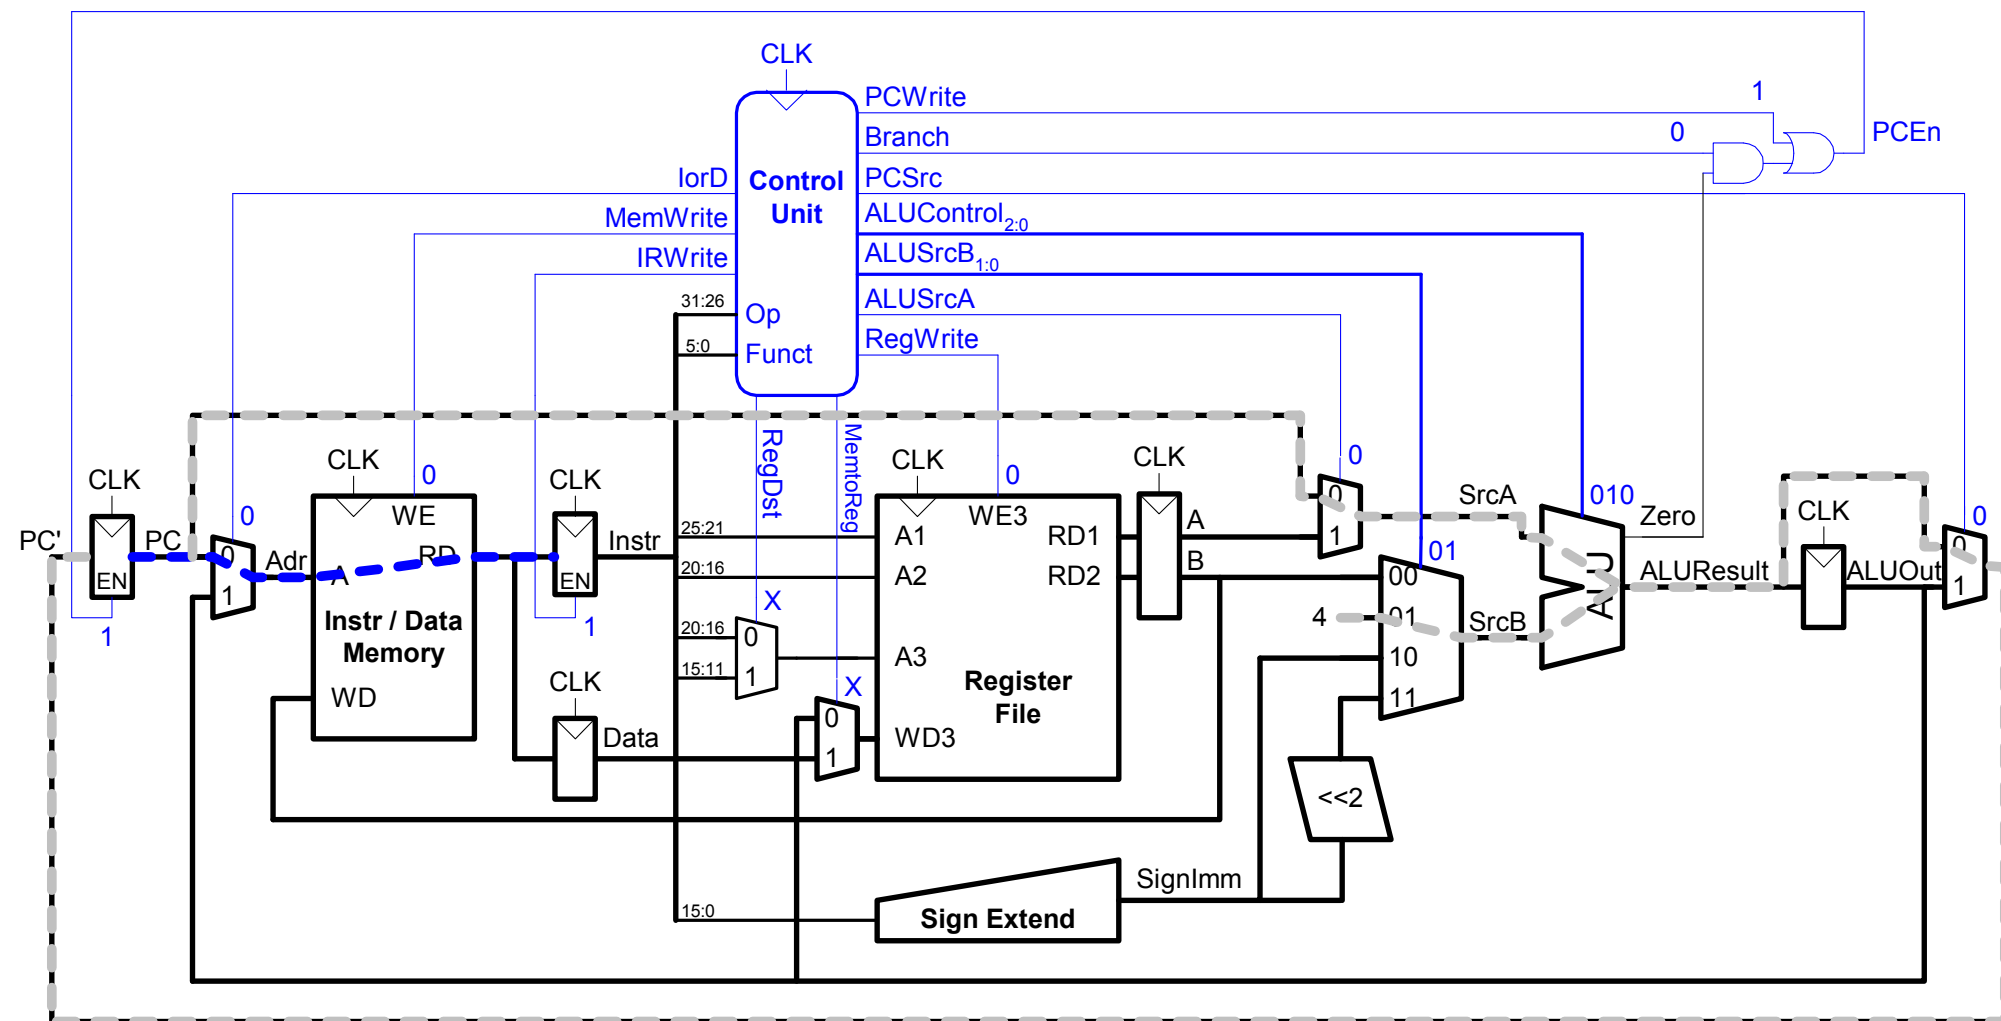 CLK
PCWrite 1
Branch 0
PCEn
IorD Control PCSrc
Unit
MemWrite ALUControl2:0
IRWrite ALUSrcB1:0
31:26 Op ALUSrcA
5:0 Funct RegWrite
RegDst
MemtoReg
CLK CLK CLK CLK CLK
0 0 0 0
PC' PC 0 1 Adr
EN
1
WE
A RD
Instr / Data
Memory
WD
EN
1
Instr
CLK
Data
25:21
20:16
20:16
15:11
15:0
X
0
1
X
0
1
WE3
A1 RD1
A2 RD2
A3
Register
File
WD3
A
B
0
1
SrcA
01
00
4 01
10
11
SrcB
<<2
SignImm
Sign Extend
010
Zero
ALU
ALUResult
CLK
ALUOut
0
0
1